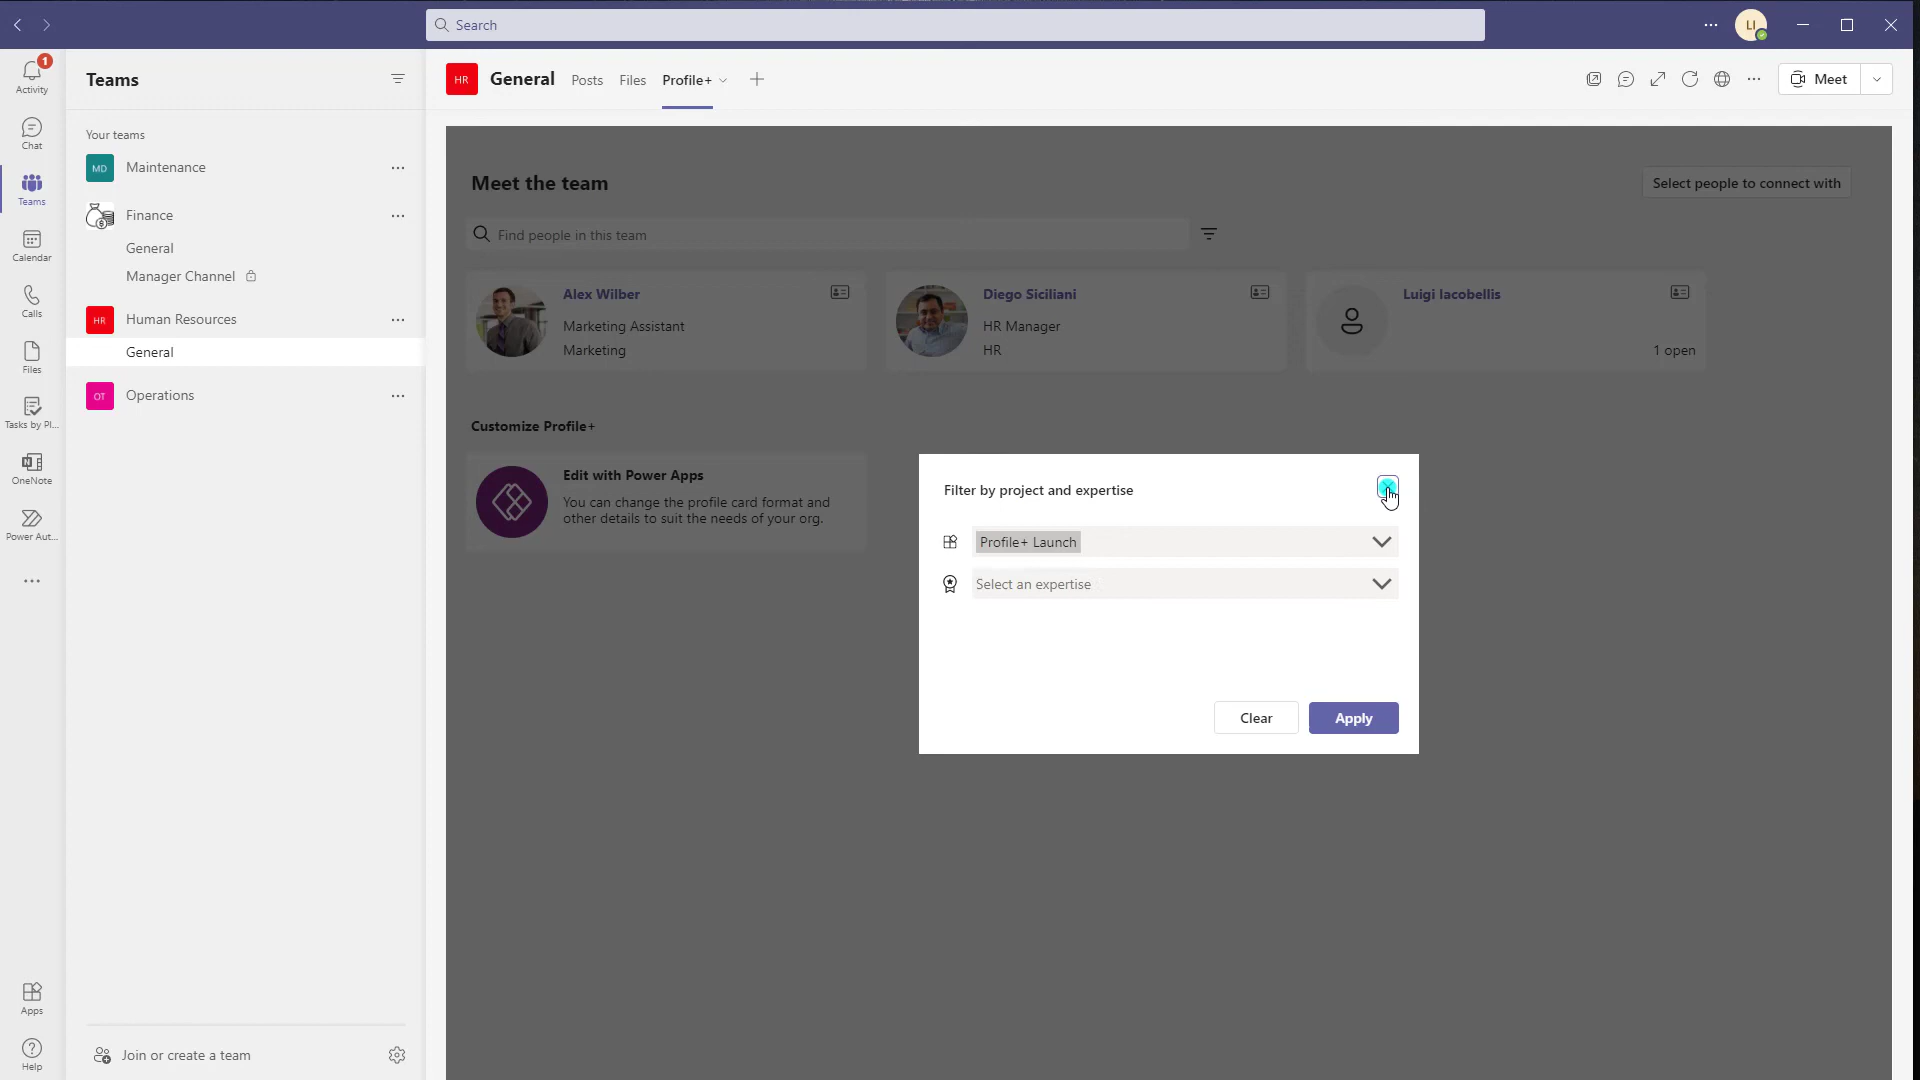 Search
LI
1
Activity
Chat
Teams
Calendar
Calls
Files
Tasks by Pl...
OneNote
Power Aut...
Apps
Help
Teams
Your teams
MD Maintenance
Finance
General
Manager Channel
HR Human Resources
General
OT Operations
Join or create a team
HR General Posts Files Profile+
Meet
Meet the team
Select people to connect with
Find people in this team
Alex Wilber
Marketing Assistant
Marketing
Diego Siciliani
HR Manager
HR
Luigi Iacobellis
1 open
Customize Profile+
Edit with Power Apps
You can change the profile card format and
other details to suit the needs of your org.
Filter by project and expertise
Profile+ Launch
Select an expertise
Clear
Apply